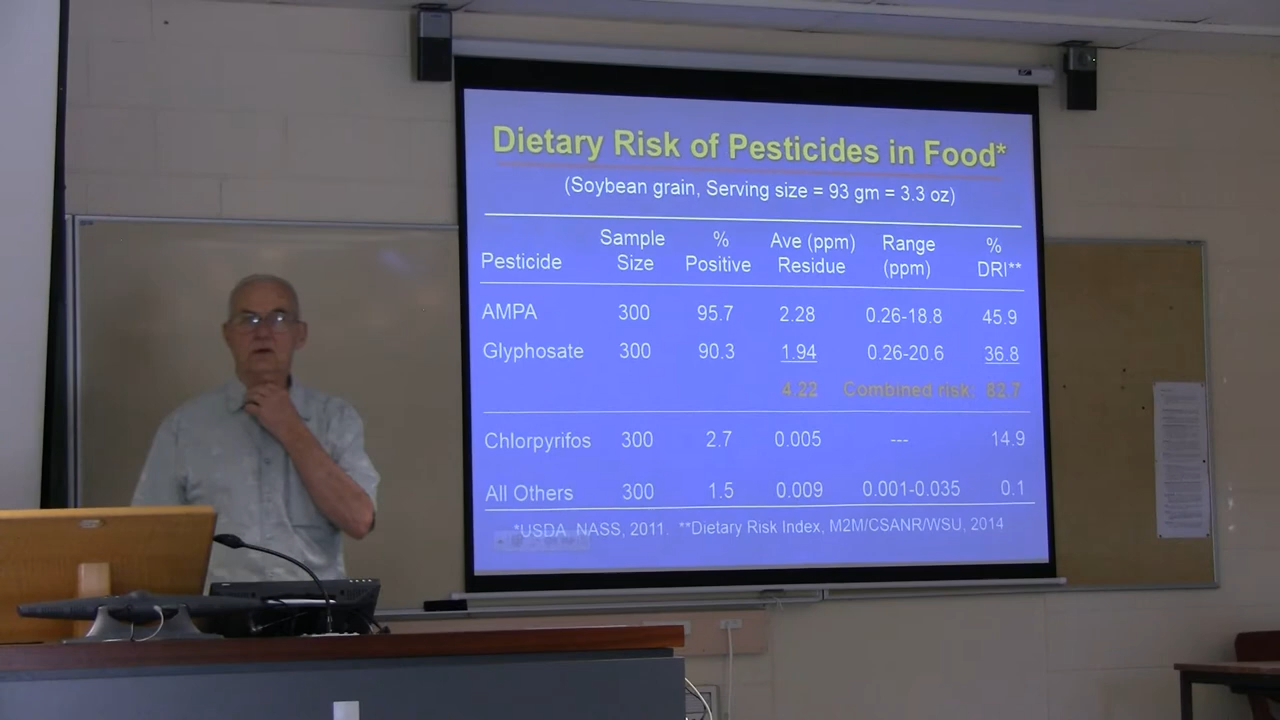 Dietary Risk of Pesticides in Food*
(Soybean grain, Serving size = 93 gm = 3.3 oz)
Pesticide Sample Size % Positive Ave (ppm) Residue Range (ppm) % DRI**
AMPA 300 95.7 2.28 0.26-18.8 45.9
Glyphosate 300 90.3 1.94 0.26-20.6 36.8
4.22 Combined risk: 82.7
Chlorpyrifos 300 2.7 0.005 --- 14.9
All Others 300 1.5 0.009 0.001-0.035 0.1
*USDA NASS, 2011. **Dietary Risk Index, M2M/CSANR/WSU, 2014